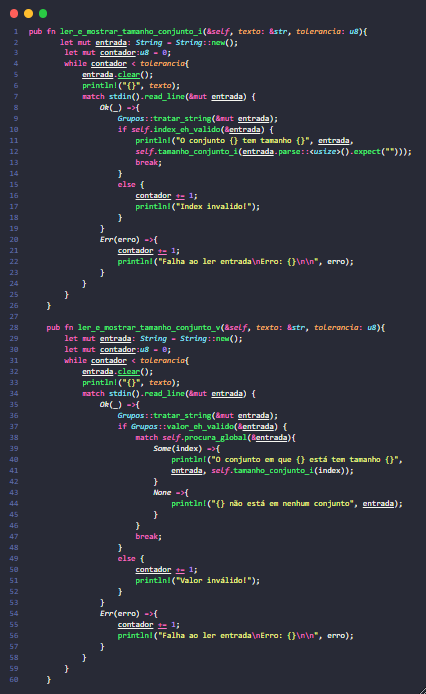 1 pub fn ler_e_mostrar_tamanho_conjunto_i(&self, texto: &str, tolerancia: u8){
2 let mut entrada: String = String::new();
3 let mut contador:u8 = 0;
4 while contador < tolerancia{
5 entrada.clear();
6 println!("{}", texto);
7 match stdin().read_line(&mut entrada) {
8 Ok(_) =>{
9 Grupos::tratar_string(&mut entrada);
10 if self.index_eh_valido(&entrada) {
11 println!("O conjunto {} tem tamanho {}", entrada,
12 self.tamanho_conjunto_i(entrada.parse::<usize>().expect("")));
13 break;
14 }
15 else {
16 contador += 1;
17 println!("Index invalido!");
18 }
19 }
20 Err(erro) =>{
21 contador += 1;
22 println!("Falha ao ler entrada\nErro: {}\n\n", erro);
23 }
24 }
25 }
26 }
27
28 pub fn ler_e_mostrar_tamanho_conjunto_v(&self, texto: &str, tolerancia: u8){
29 let mut entrada: String = String::new();
30 let mut contador:u8 = 0;
31 while contador < tolerancia{
32 entrada.clear();
33 println!("{}", texto);
34 match stdin().read_line(&mut entrada) {
35 Ok(_) =>{
36 Grupos::tratar_string(&mut entrada);
37 if Grupos::valor_eh_valido(&entrada) {
38 match self.procura_global(&entrada){
39 Some(index) =>{
40 println!("O conjunto em que {} está tem tamanho {}",
41 entrada, self.tamanho_conjunto_i(index));
42 }
43 None =>{
44 println!("{} não está em nenhum conjunto", entrada);
45 }
46 }
47 break;
48 }
49 else {
50 contador += 1;
51 println!("Valor inválido!");
52 }
53 }
54 Err(erro) =>{
55 contador += 1;
56 println!("Falha ao ler entrada\nErro: {}\n\n", erro);
57 }
58 }
59 }
60 }